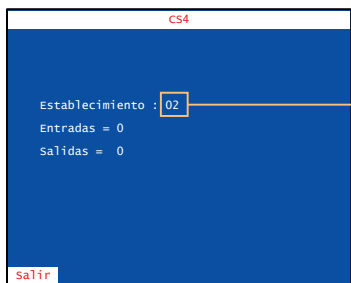 CS4
Establecimiento : 02
Entradas = 0
Salidas = 0
Salir